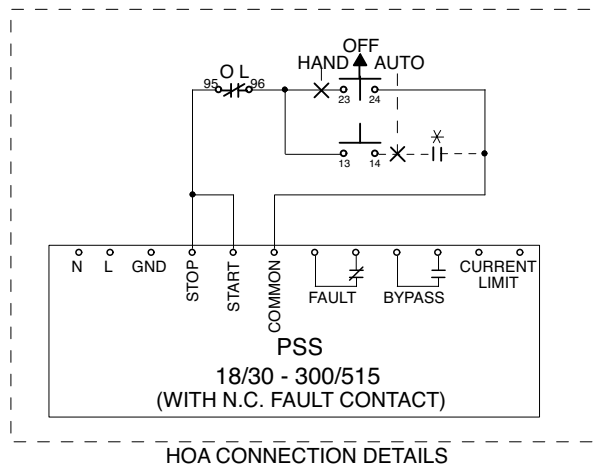 OFF
HAND AUTO
O L
95 96
23 24
13 14
N L GND STOP START COMMON FAULT BYPASS CURRENT LIMIT
PSS
18/30 - 300/515
(WITH N.C. FAULT CONTACT)
HOA CONNECTION DETAILS